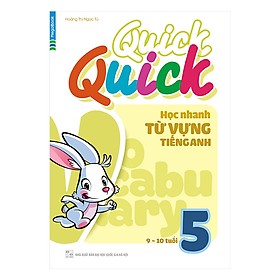 Megabook
Hoàng Thị Ngọc Tú
Quick
Quick
Học nhanh
TỪ VỰNG
TIẾNG ANH
Vo
cabu
lary
9 - 10 tuổi
5
NHÀ XUẤT BẢN ĐẠI HỌC QUỐC GIA HÀ NỘI